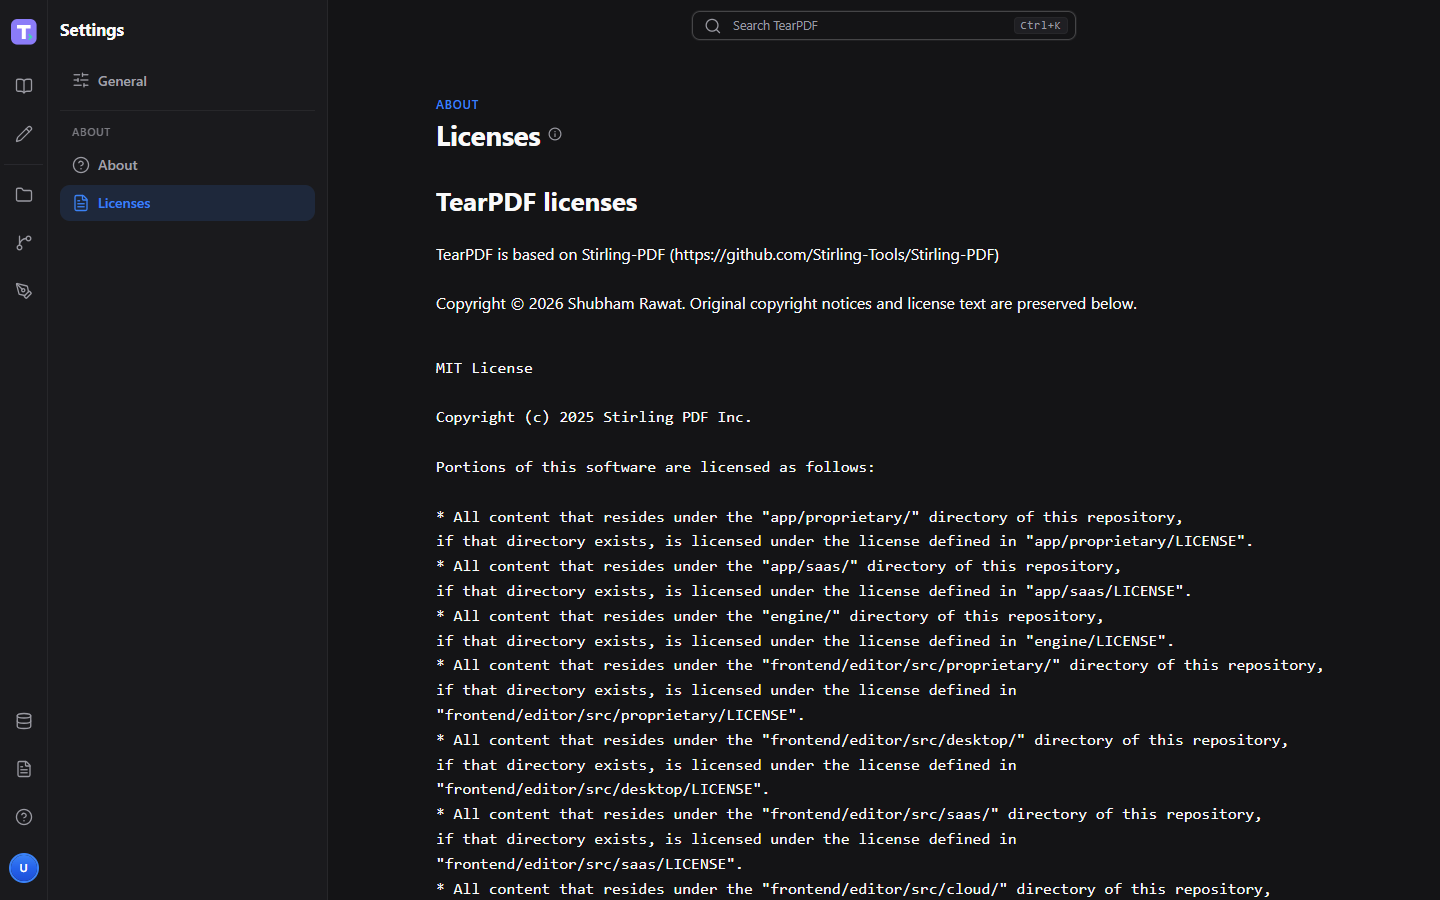 T
Settings
Search TearPDF
Ctrl+K
General
ABOUT
About
Licenses
ABOUT
Licenses
TearPDF licenses
TearPDF is based on Stirling-PDF (https://github.com/Stirling-Tools/Stirling-PDF)
Copyright © 2026 Shubham Rawat. Original copyright notices and license text are preserved below.
MIT License
Copyright (c) 2025 Stirling PDF Inc.
Portions of this software are licensed as follows:
* All content that resides under the "app/proprietary/" directory of this repository,
if that directory exists, is licensed under the license defined in "app/proprietary/LICENSE".
* All content that resides under the "app/saas/" directory of this repository,
if that directory exists, is licensed under the license defined in "app/saas/LICENSE".
* All content that resides under the "engine/" directory of this repository,
if that directory exists, is licensed under the license defined in "engine/LICENSE".
* All content that resides under the "frontend/editor/src/proprietary/" directory of this repository,
if that directory exists, is licensed under the license defined in
"frontend/editor/src/proprietary/LICENSE".
* All content that resides under the "frontend/editor/src/desktop/" directory of this repository,
if that directory exists, is licensed under the license defined in
"frontend/editor/src/desktop/LICENSE".
* All content that resides under the "frontend/editor/src/saas/" directory of this repository,
if that directory exists, is licensed under the license defined in
"frontend/editor/src/saas/LICENSE".
* All content that resides under the "frontend/editor/src/cloud/" directory of this repository,
U